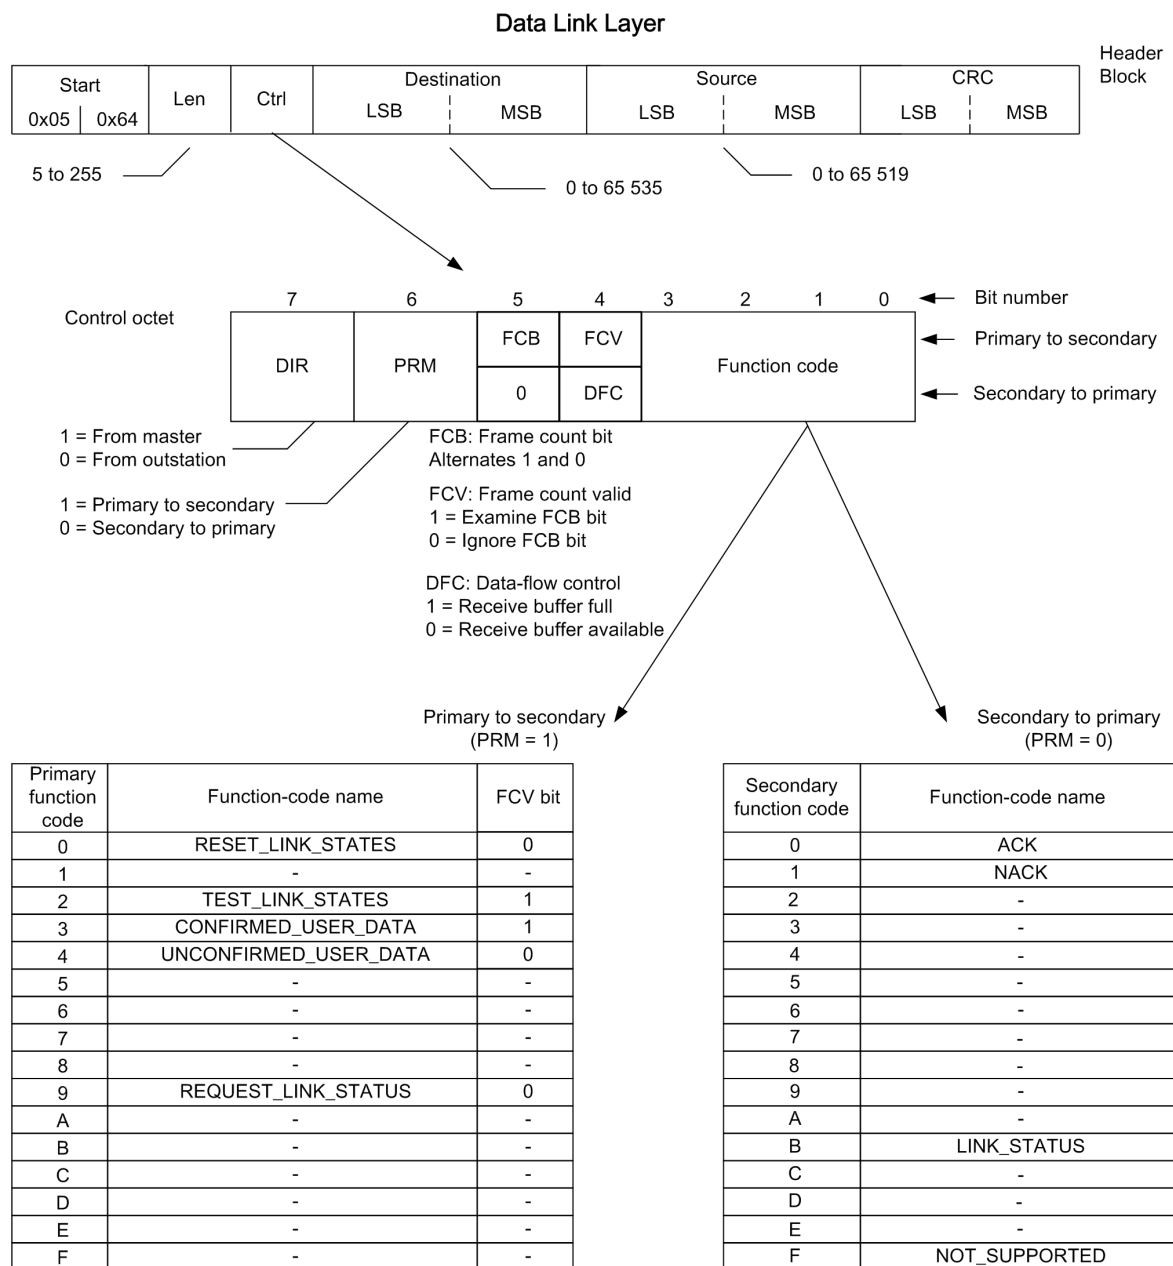 Data Link Layer
Header
Block
Start
0x05 0x64
Len
Ctrl
Destination
LSB MSB
Source
LSB MSB
CRC
LSB MSB
5 to 255
0 to 65 535
0 to 65 519
Control octet
7 6 5 4 3 2 1 0
Bit number
DIR
PRM
FCB
FCV
0
DFC
Function code
Primary to secondary
Secondary to primary
1 = From master
0 = From outstation
1 = Primary to secondary
0 = Secondary to primary
FCB: Frame count bit
Alternates 1 and 0
FCV: Frame count valid
1 = Examine FCB bit
0 = Ignore FCB bit
DFC: Data-flow control
1 = Receive buffer full
0 = Receive buffer available
Primary to secondary
(PRM = 1)
Primary
function
code
Function-code name
FCV bit
0 RESET_LINK_STATES 0
1 - -
2 TEST_LINK_STATES 1
3 CONFIRMED_USER_DATA 1
4 UNCONFIRMED_USER_DATA 0
5 - -
6 - -
7 - -
8 - -
9 REQUEST_LINK_STATUS 0
A - -
B - -
C - -
D - -
E - -
F - -
Secondary to primary
(PRM = 0)
Secondary
function code
Function-code name
0 ACK
1 NACK
2 -
3 -
4 -
5 -
6 -
7 -
8 -
9 -
A -
B LINK_STATUS
C -
D -
E -
F NOT_SUPPORTED